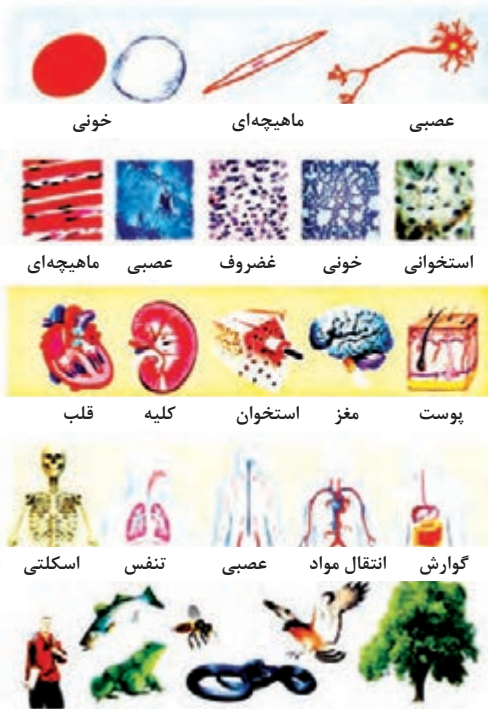 عصبی ماهیچه‌ای خونی
استخوانی خونی غضروف عصبی ماهیچه‌ای
پوست مغز استخوان کلیه قلب
گوارش انتقال مواد عصبی تنفس اسکلتی